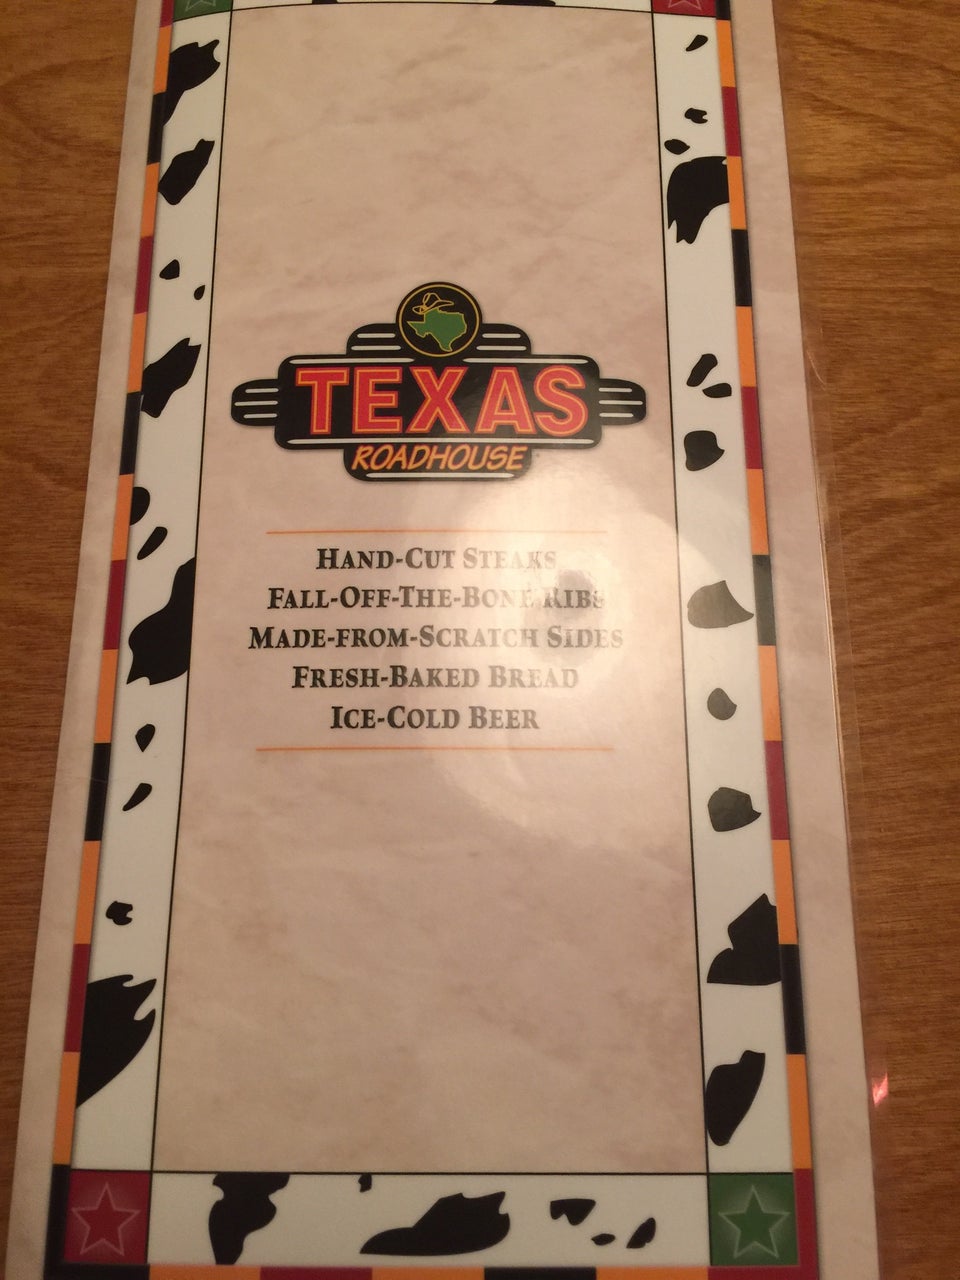 TEXAS
ROADHOUSE
HAND-CUT STEAKS
FALL-OFF-THE-BONE RIBS
MADE-FROM-SCRATCH SIDES
FRESH-BAKED BREAD
ICE-COLD BEER